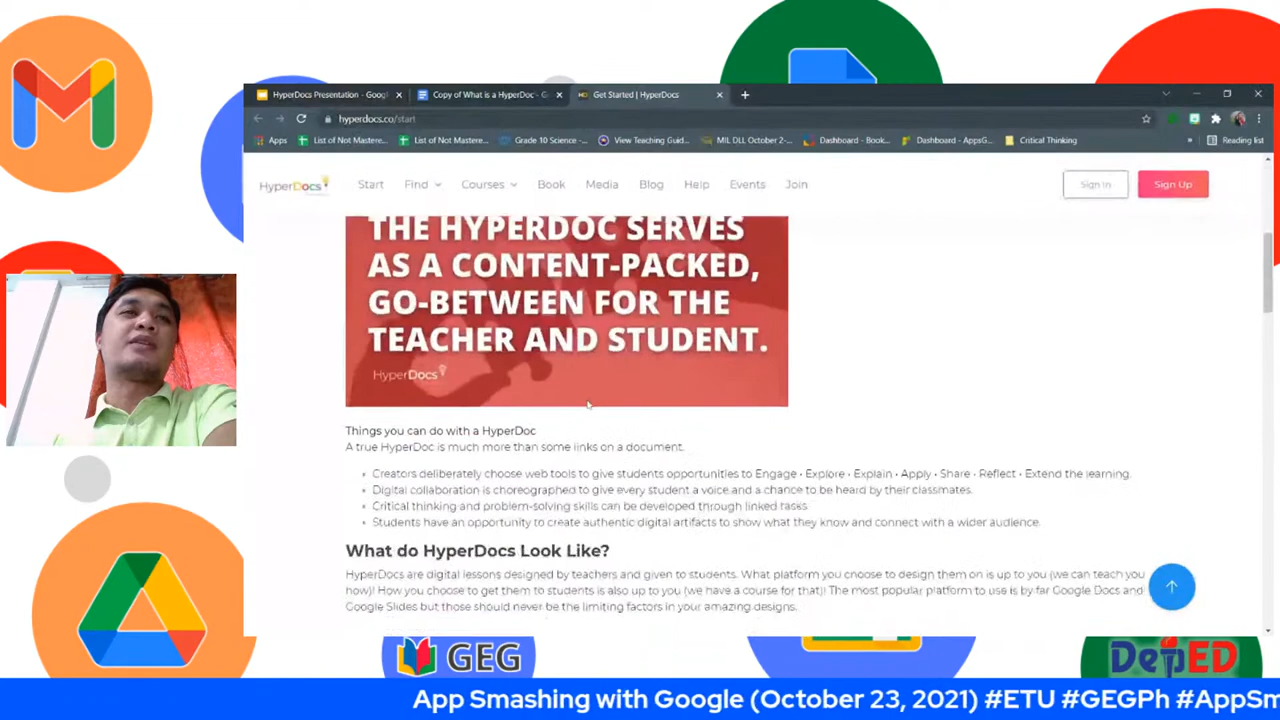 HyperDocs Presentation - Googl
Copy of What is a HyperDoc - G
Get Started | HyperDocs
hyperdocs.co/start
Apps
List of Not Mastere...
List of Not Mastere...
Grade 10 Science -...
View Teaching Guid...
MIL DLL October 2-...
Dashboard - Book...
Dashboard - AppsG...
Critical Thinking
»
Reading list
HyperDocs
Start
Find
Courses
Book
Media
Blog
Help
Events
Join
Sign In
Sign Up
THE HYPERDOC SERVES
AS A CONTENT-PACKED,
GO-BETWEEN FOR THE
TEACHER AND STUDENT.
HyperDocs
Things you can do with a HyperDoc
A true HyperDoc is much more than some links on a document.
• Creators deliberately choose web tools to give students opportunities to Engage • Explore • Explain • Apply • Share • Reflect • Extend the learning.
• Digital collaboration is choreographed to give every student a voice and a chance to be heard by their classmates.
• Critical thinking and problem-solving skills can be developed through linked tasks
• Students have an opportunity to create authentic digital artifacts to show what they know and connect with a wider audience.
What do HyperDocs Look Like?
HyperDocs are digital lessons designed by teachers and given to students. What platform you choose to design them on is up to you (we can teach you
how)! How you choose to get them to students is also up to you (we have a course for that)! The most popular platform to use is by far Google Docs and
Google Slides but those should never be the limiting factors in your amazing designs.
GEG
DepED
App Smashing with Google (October 23, 2021) #ETU #GEGPh #AppSm